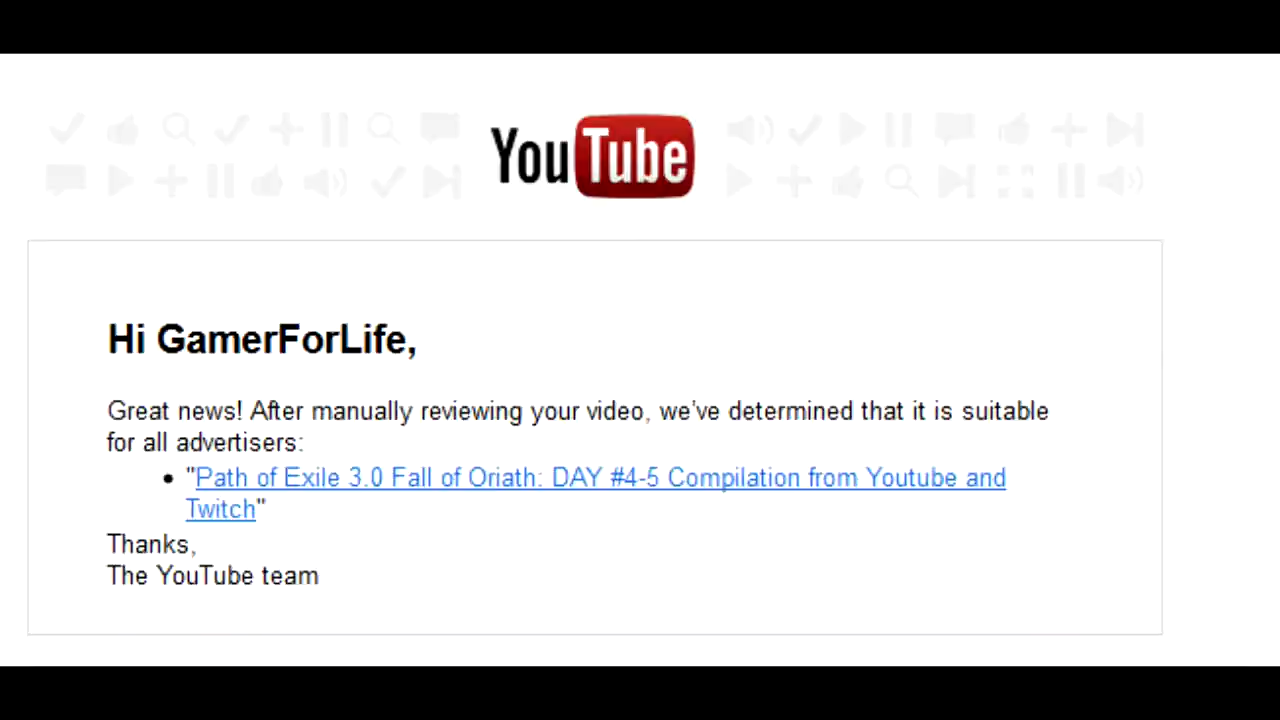 YouTube
Hi GamerForLife,
Great news! After manually reviewing your video, we've determined that it is suitable
for all advertisers:
• "Path of Exile 3.0 Fall of Oriath: DAY #4-5 Compilation from Youtube and
Twitch"
Thanks,
The YouTube team